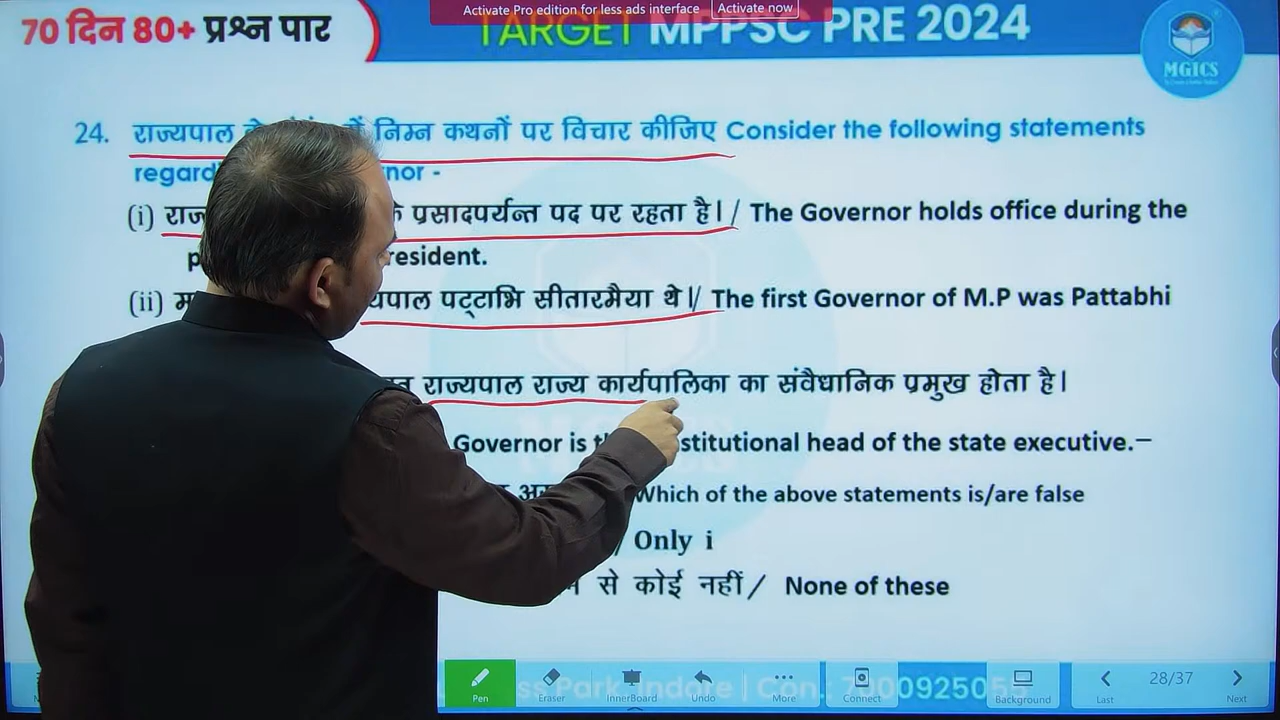 Activate Pro edition for less ads interface Activate now
70 दिन 80+ प्रश्न पार
TARGET MPPSC PRE 2024
MGICS
24. राज्यपाल निम्न कथनों पर विचार कीजिए Consider the following statements
(i) प्रसादपर्यन्त पद पर रहता है। / The Governor holds office during the
(ii) पट्टाभि सीतारमैया थे।/ The first Governor of M.P was Pattabhi
राज्यपाल राज्य कार्यपालिका का संवैधानिक प्रमुख होता है।
Governor is head of the state executive.–
Which of the above statements is/are false
/ Only i
से कोई नहीं / None of these
Pen
Eraser
InnerBoard
Undo
More
Connect
Background
Last
28/37
Next